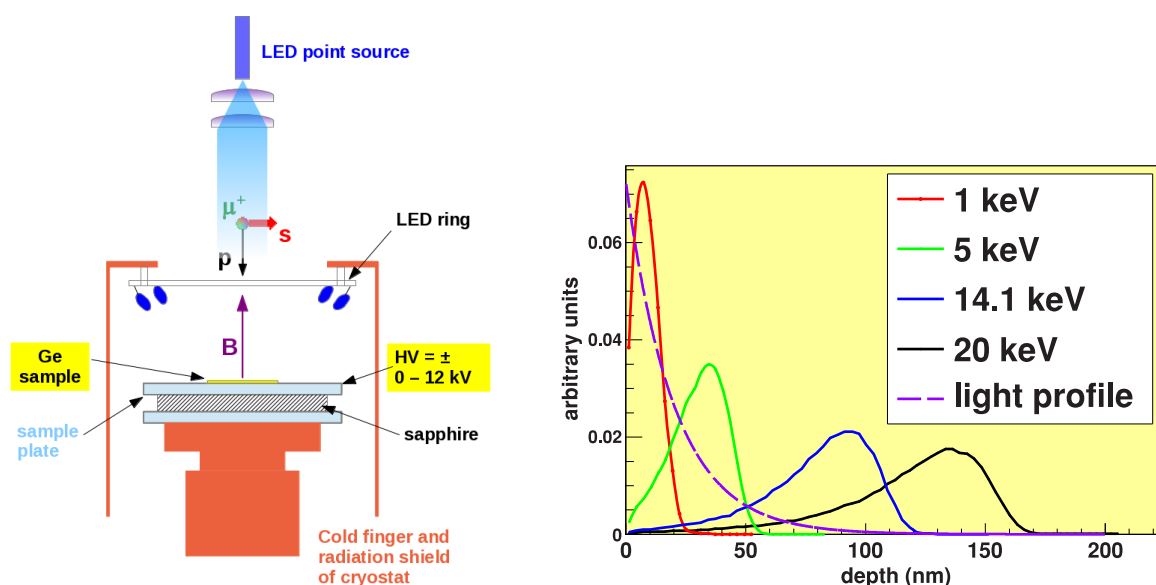 LED point source
μ+
s
LED ring
p
B
Ge
sample
HV = ±
0 – 12 kV
sample
plate
sapphire
Cold finger and
radiation shield
of cryostat
arbitrary units
0.06
0.04
0.02
0
0
50
100
150
200
depth (nm)
1 keV
5 keV
14.1 keV
20 keV
light profile